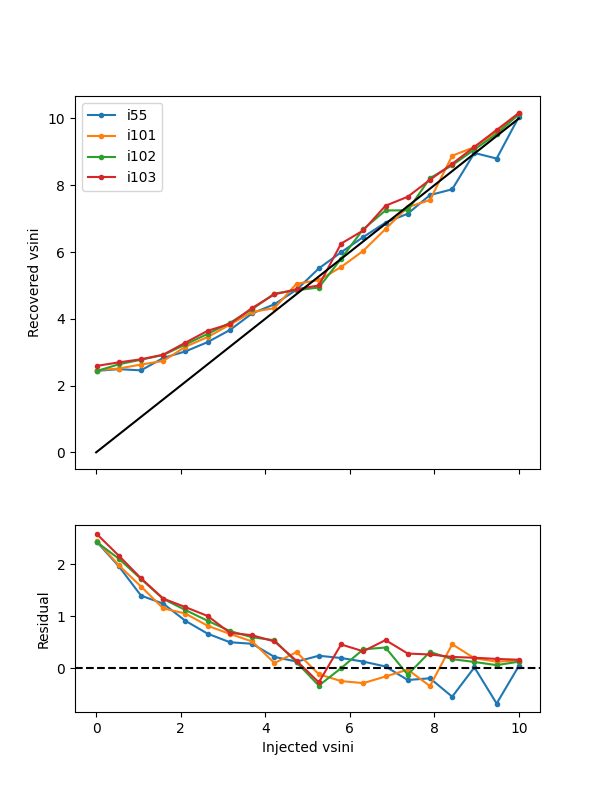 10
8
6
4
2
0
Recovered vsini
i55
i101
i102
i103
2
1
0
Residual
0 2 4 6 8 10
Injected vsini